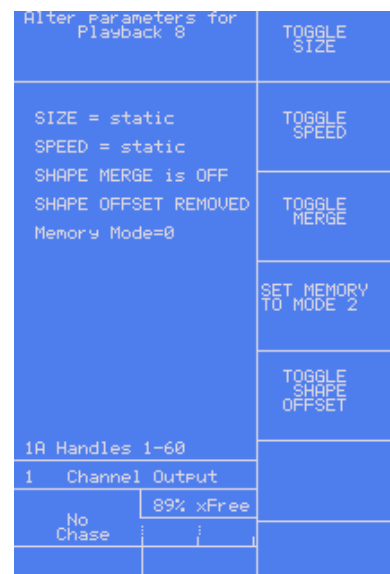 Alter parameters for
Playback 8
TOGGLE
SIZE
SIZE = static
SPEED = static
SHAPE MERGE is OFF
SHAPE OFFSET REMOVED
Memory Mode=0
TOGGLE
SPEED
TOGGLE
MERGE
SET MEMORY
TO MODE 2
TOGGLE
SHAPE
OFFSET
1A Handles 1-60
1 Channel Output
89% xFree
No
Chase